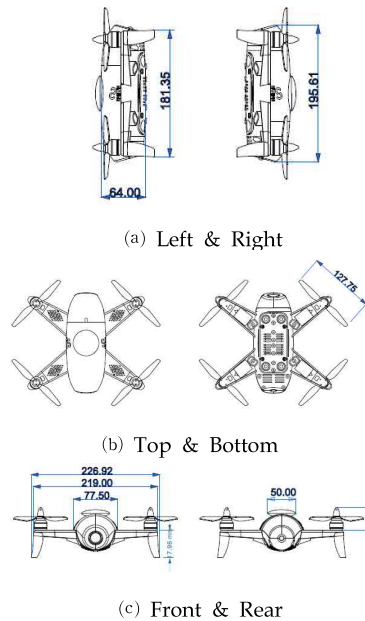 181.35
195.61
64.00
(a) Left & Right
127.75
(b) Top & Bottom
226.92
219.00
77.50
50.00
(c) Front & Rear